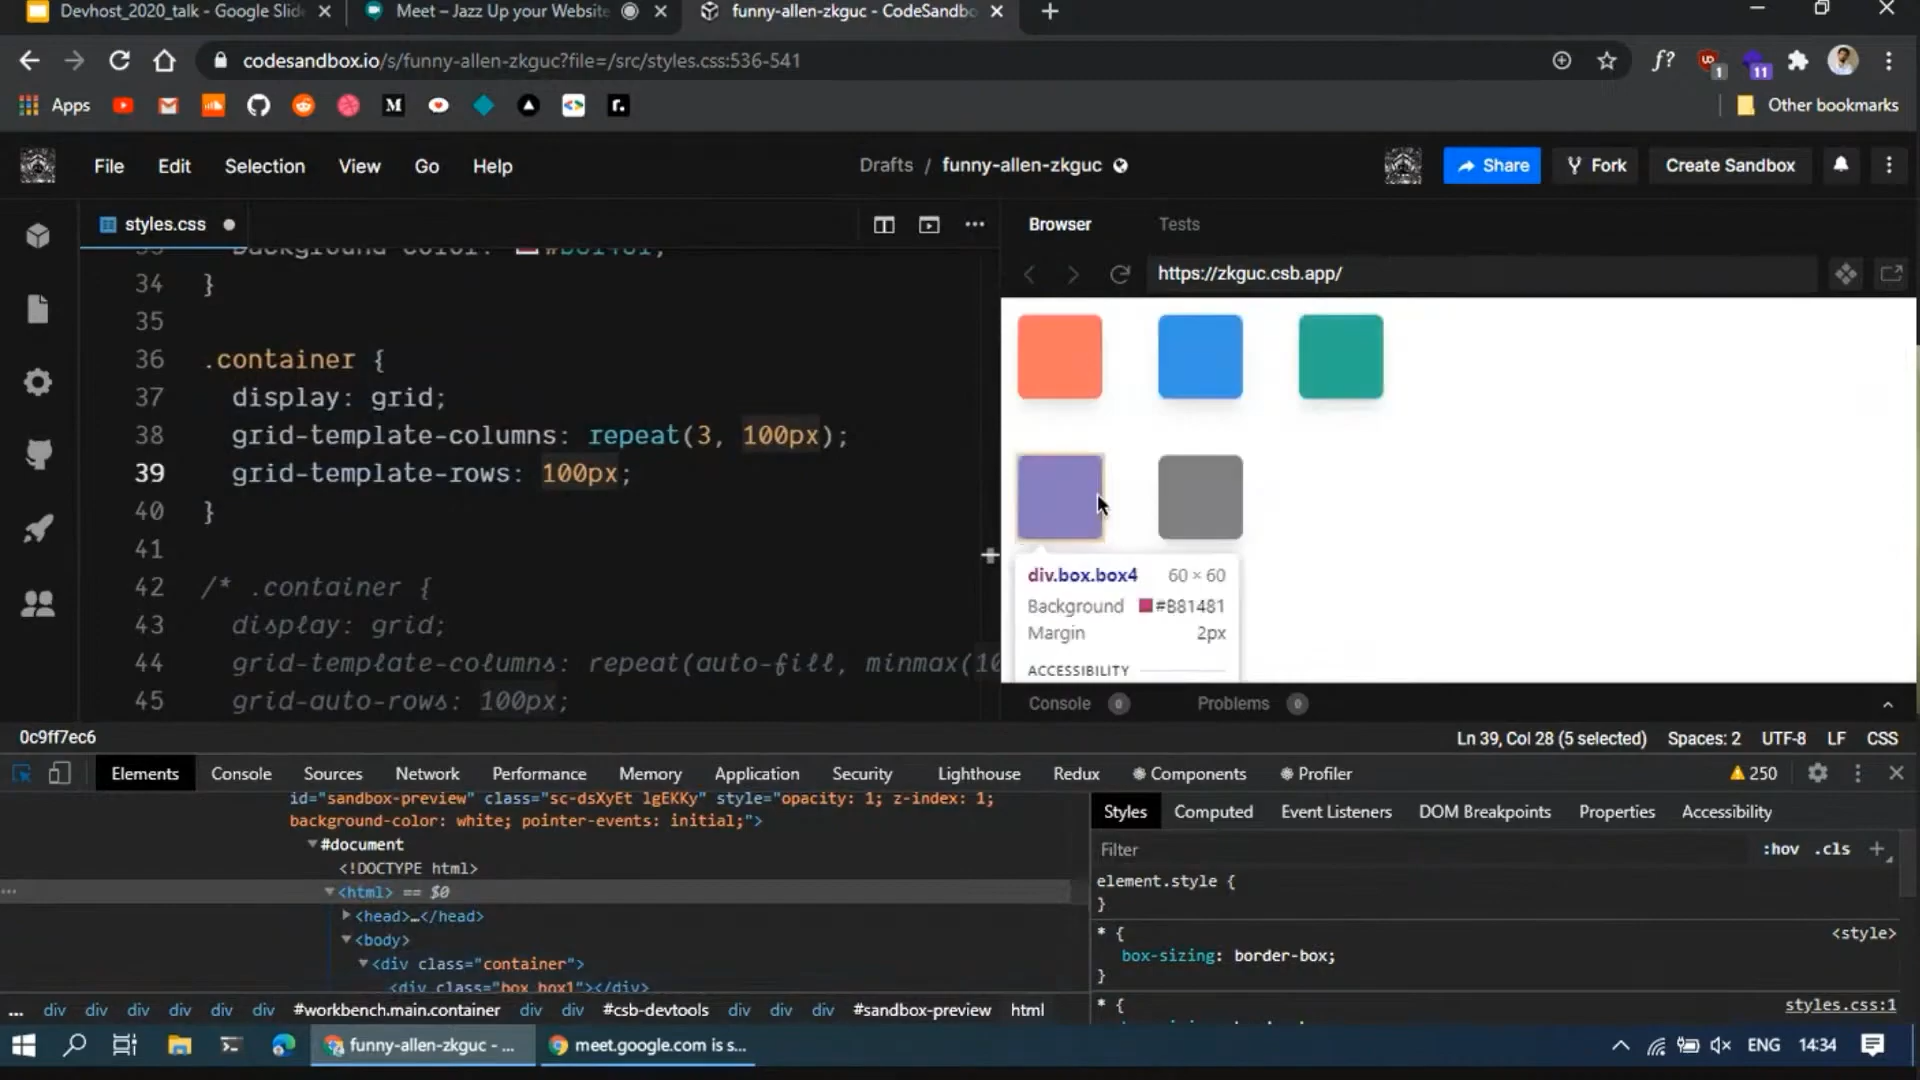 Devhost_2020_talk - Google Slide
Meet – Jazz Up your Website
funny-allen-zkguc - CodeSandbo
codesandbox.io/s/funny-allen-zkguc?file=/src/styles.css:536-541
f?
1
11
Apps
M
r.
Other bookmarks
File Edit Selection View Go Help
Drafts / funny-allen-zkguc
Share
Fork
Create Sandbox
styles.css
Browser
Tests
https://zkguc.csb.app/
34 }
35
36 .container {
37 display: grid;
38 grid-template-columns: repeat(3, 100px);
39 grid-template-rows: 100px;
40 }
41
42 /* .container {
43 display: grid;
44 grid-template-columns: repeat(auto-fill, minmax(10
45 grid-auto-rows: 100px;
div.box.box4 60 × 60
Background #B81481
Margin 2px
ACCESSIBILITY
Console 0 Problems 0
0c9ff7ec6
Ln 39, Col 28 (5 selected) Spaces: 2 UTF-8 LF CSS
Elements Console Sources Network Performance Memory Application Security Lighthouse Redux Components Profiler
250
id="sandbox-preview" class="sc-dsXyEt lgEKKy" style="opacity: 1; z-index: 1;
background-color: white; pointer-events: initial;">
#document
<!DOCTYPE html>
<html> == $0
<head>…</head>
<body>
<div class="container">
<div class="box box1"></div>
Styles Computed Event Listeners DOM Breakpoints Properties Accessibility
Filter
:hov .cls +
element.style {
}
* {
<style>
box-sizing: border-box;
}
* {
styles.css:1
... div div div div div div #workbench.main.container div div #csb-devtools div div div #sandbox-preview html
funny-allen-zkguc - ...
meet.google.com is s...
ENG 14:34